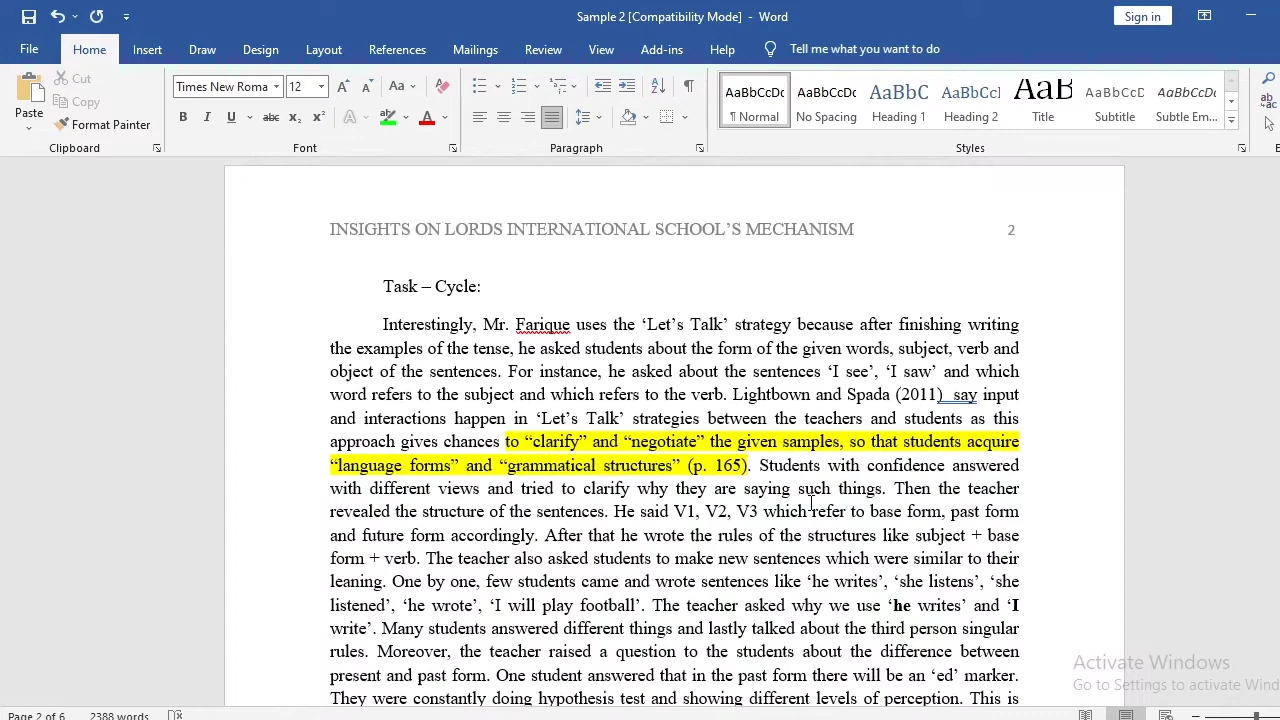 Sample 2 [Compatibility Mode] - Word
Sign in
File Home Insert Draw Design Layout References Mailings Review View Add-ins Help Tell me what you want to do
Paste
Cut
Copy
Format Painter
Clipboard
Times New Roma 12 Aa
B I U abc x₂ x² A ab A
Font
Paragraph
AaBbCcDc AaBbCcDc AaBbC AaBbCcI AaB AaBbCcD AaBbCcDc
¶ Normal No Spacing Heading 1 Heading 2 Title Subtitle Subtle Em...
Styles
INSIGHTS ON LORDS INTERNATIONAL SCHOOL’S MECHANISM 2
Task – Cycle:
Interestingly, Mr. Farique uses the ‘Let’s Talk’ strategy because after finishing writing
the examples of the tense, he asked students about the form of the given words, subject, verb and
object of the sentences. For instance, he asked about the sentences ‘I see’, ‘I saw’ and which
word refers to the subject and which refers to the verb. Lightbown and Spada (2011) say input
and interactions happen in ‘Let’s Talk’ strategies between the teachers and students as this
approach gives chances to “clarify” and “negotiate” the given samples, so that students acquire
“language forms” and “grammatical structures” (p. 165). Students with confidence answered
with different views and tried to clarify why they are saying such things. Then the teacher
revealed the structure of the sentences. He said V1, V2, V3 which refer to base form, past form
and future form accordingly. After that he wrote the rules of the structures like subject + base
form + verb. The teacher also asked students to make new sentences which were similar to their
leaning. One by one, few students came and wrote sentences like ‘he writes’, ‘she listens’, ‘she
listened’, ‘he wrote’, ‘I will play football’. The teacher asked why we use ‘he writes’ and ‘I
write’. Many students answered different things and lastly talked about the third person singular
rules. Moreover, the teacher raised a question to the students about the difference between
present and past form. One student answered that in the past form there will be an ‘ed’ marker.
They were constantly doing hypothesis test and showing different levels of perception. This is
Activate Windows
Go to Settings to activate Wind
Page 2 of 6 2388 words